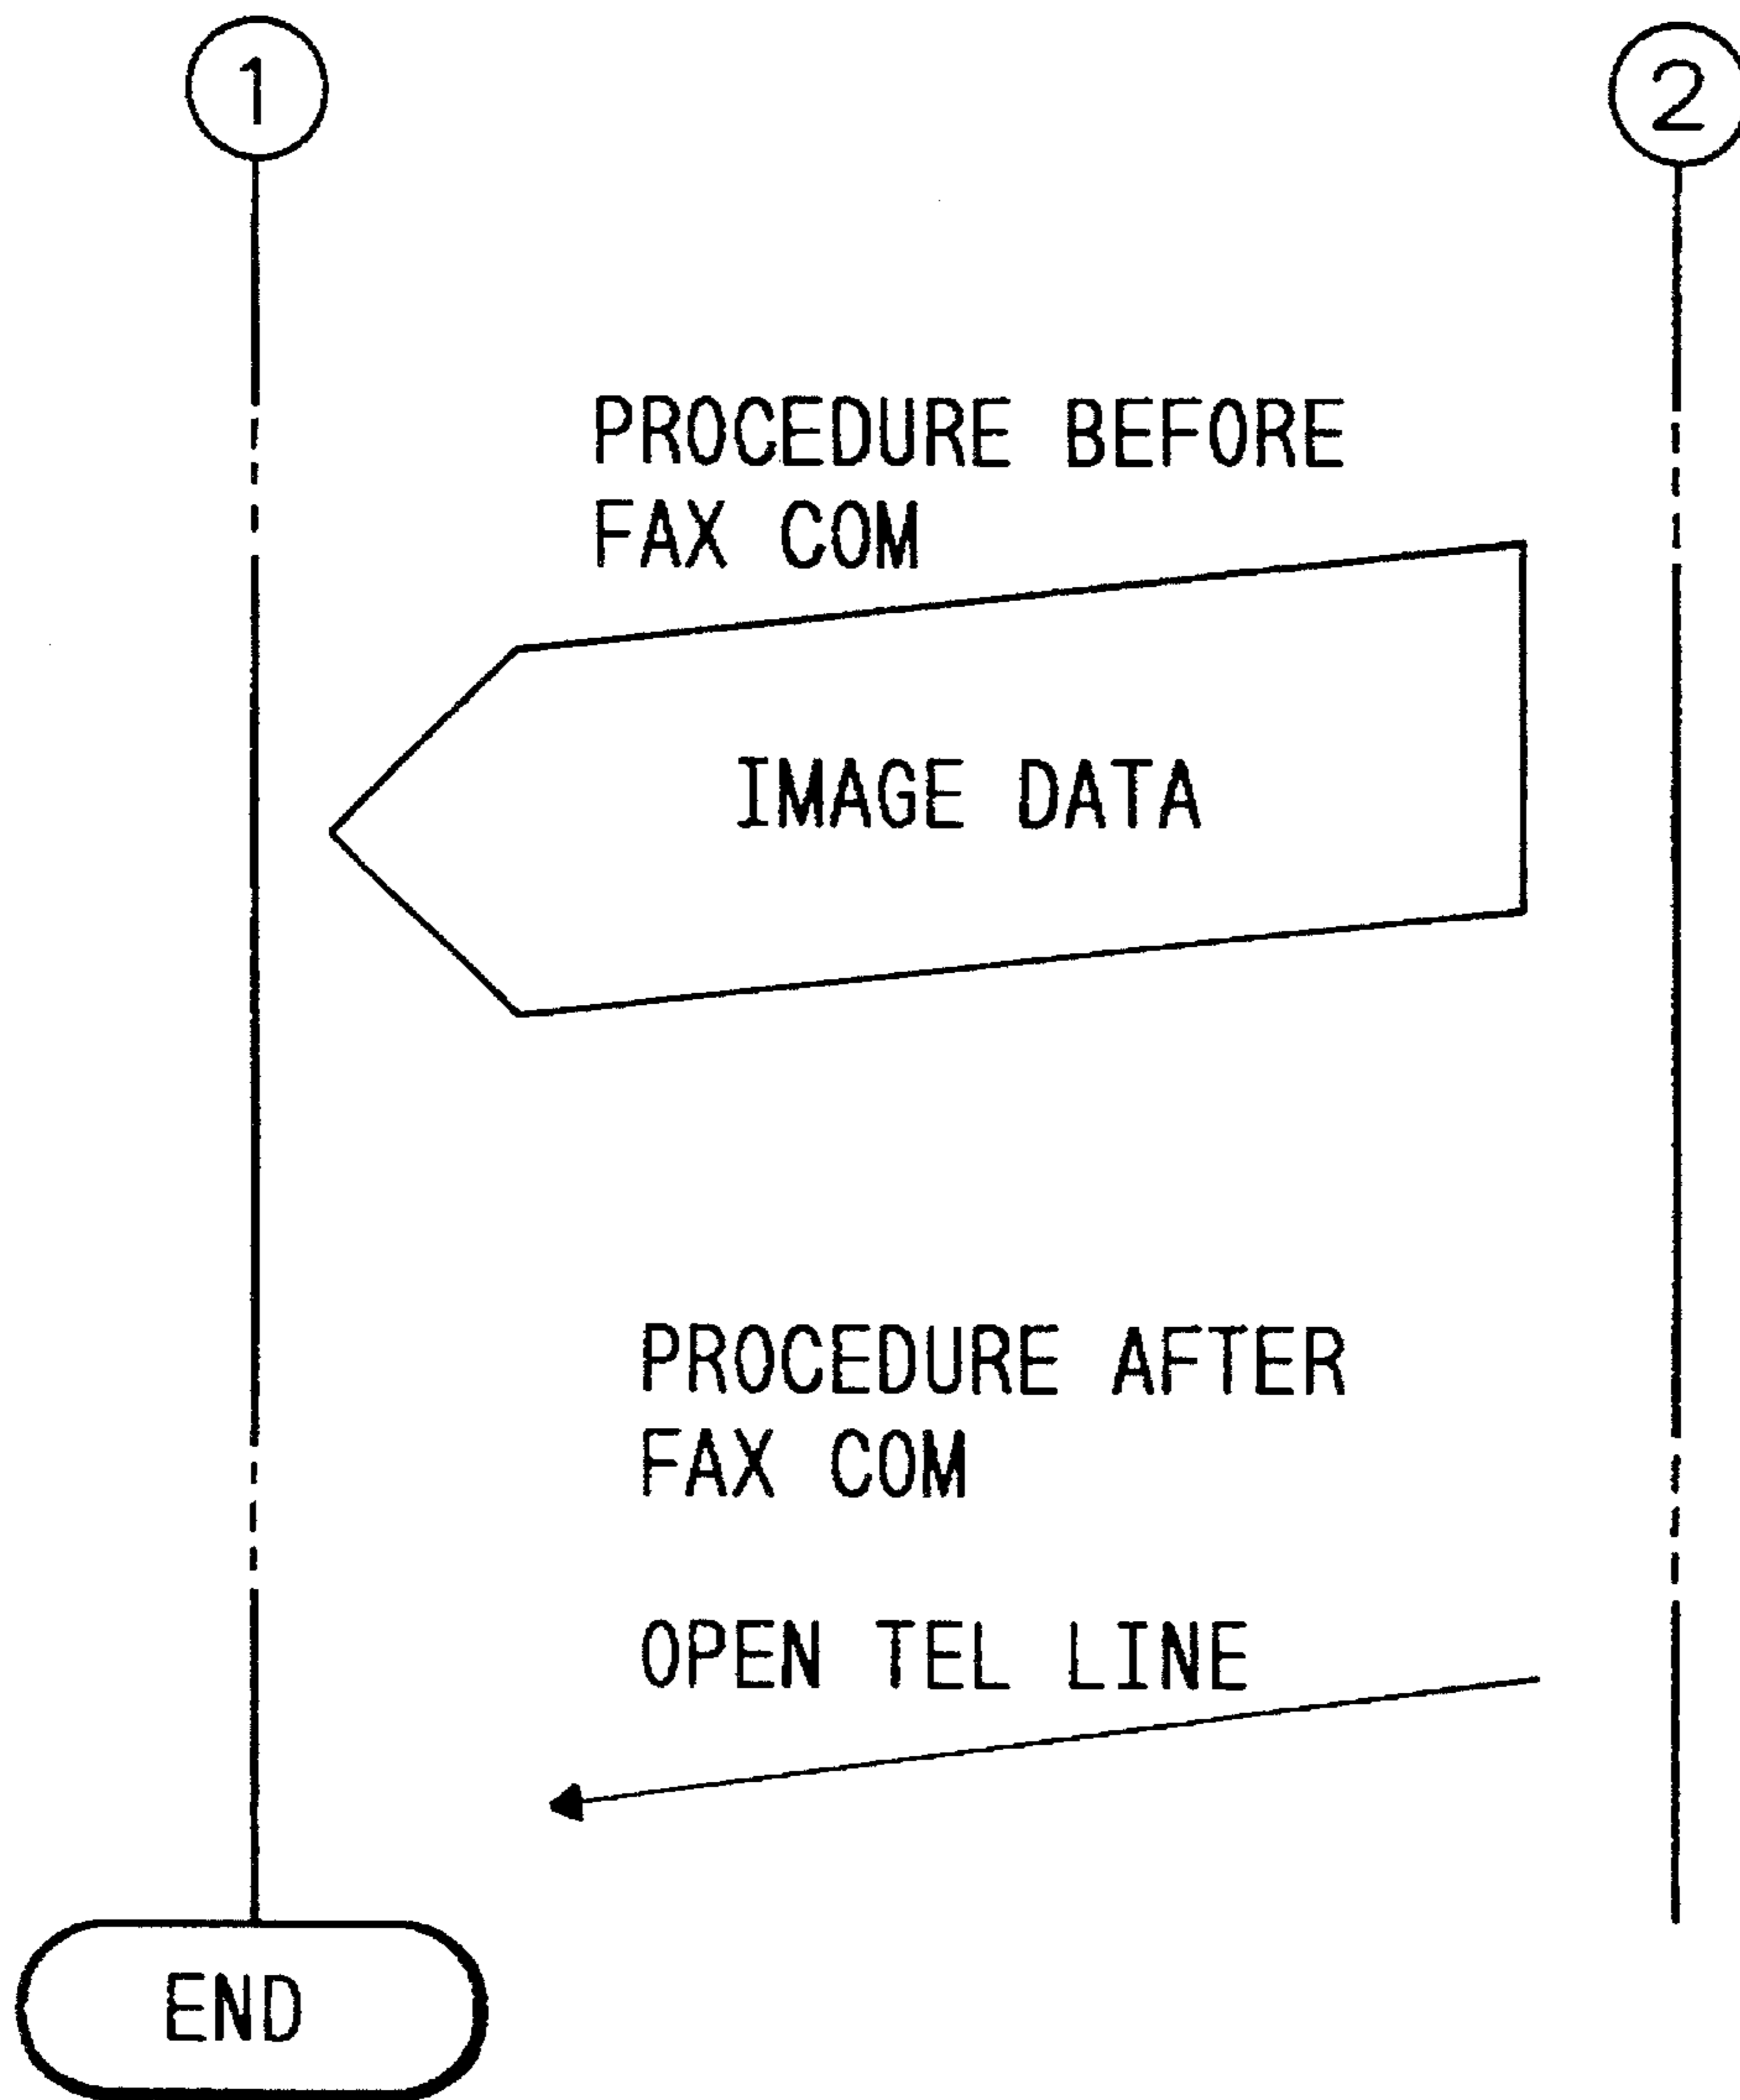 1
2
PROCEDURE BEFORE
FAX COM
IMAGE DATA
PROCEDURE AFTER
FAX COM
OPEN TEL LINE
END